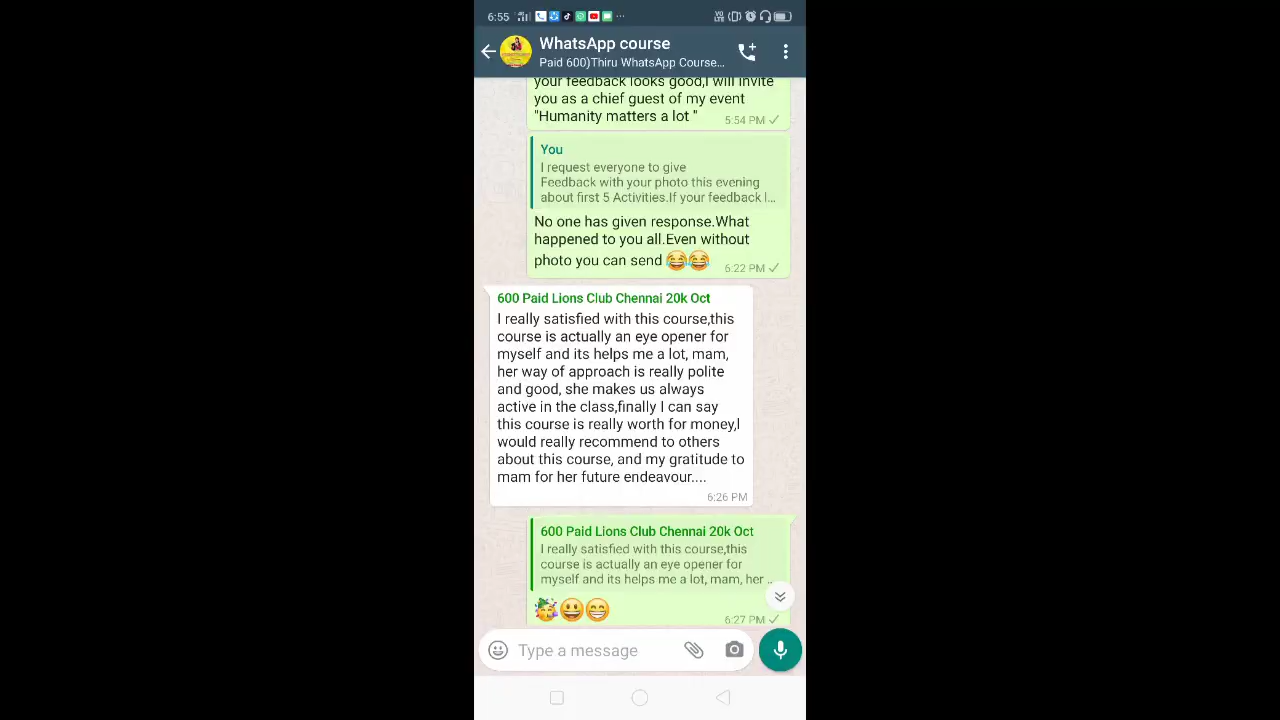 6:55
WhatsApp course
Paid 600)Thiru WhatsApp Course...
your feedback looks good,I will invite
you as a chief guest of my event
"Humanity matters a lot "
5:54 PM
You
I request everyone to give
Feedback with your photo this evening
about first 5 Activities.If your feedback l...
No one has given response.What
happened to you all.Even without
photo you can send
6:22 PM
600 Paid Lions Club Chennai 20k Oct
I really satisfied with this course,this
course is actually an eye opener for
myself and its helps me a lot, mam,
her way of approach is really polite
and good, she makes us always
active in the class,finally I can say
this course is really worth for money,I
would really recommend to others
about this course, and my gratitude to
mam for her future endeavour....
6:26 PM
600 Paid Lions Club Chennai 20k Oct
I really satisfied with this course,this
course is actually an eye opener for
myself and its helps me a lot, mam, her ..
6:27 PM
Type a message